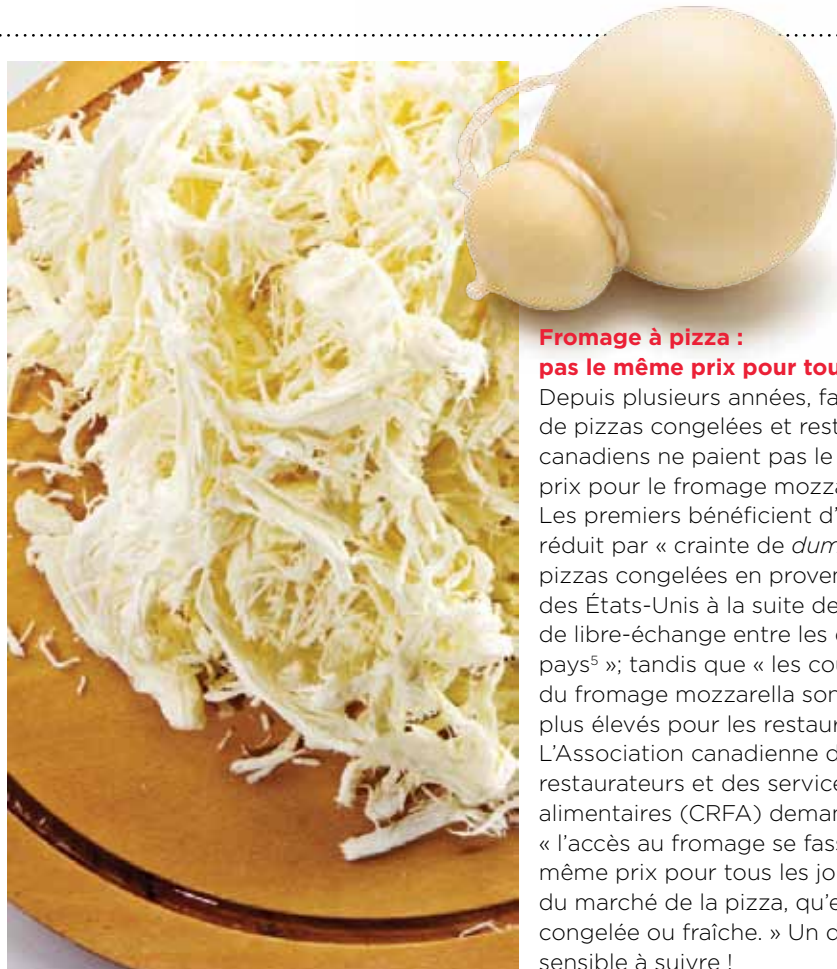 Fromage à pizza :
pas le même prix pour tou
Depuis plusieurs années, fa
de pizzas congelées et rest
canadiens ne paient pas le
prix pour le fromage mozza
Les premiers bénéficient d'
réduit par « crainte de dum
pizzas congelées en proven
des États-Unis à la suite de
de libre-échange entre les
pays⁵ »; tandis que « les co
du fromage mozzarella son
plus élevés pour les restaur
L'Association canadienne d
restaurateurs et des service
alimentaires (CRFA) demar
« l'accès au fromage se fass
même prix pour tous les jo
du marché de la pizza, qu'e
congelée ou fraîche. » Un d
sensible à suivre !